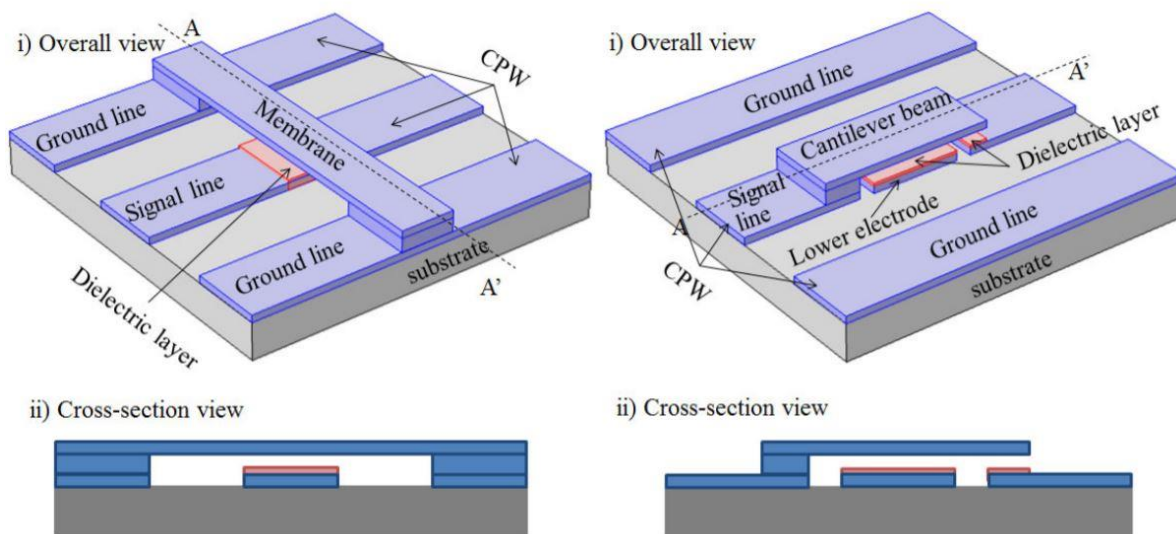 i) Overall view
A
CPW
Ground line
Membrane
Signal line
Ground line
Dielectric layer
substrate
A'
ii) Cross-section view
i) Overall view
A'
Ground line
Cantilever beam
Dielectric layer
Signal
line
A
Lower electrode
CPW
Ground line
substrate
ii) Cross-section view